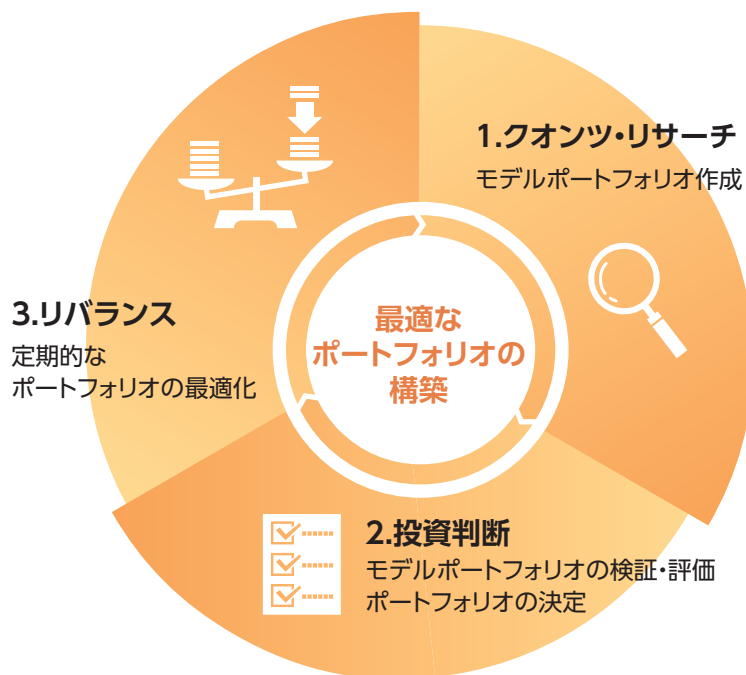 1.クオンツ・リサーチ
モデルポートフォリオ作成
最適な
ポートフォリオの
構築
2.投資判断
モデルポートフォリオの検証・評価
ポートフォリオの決定
3.リバランス
定期的な
ポートフォリオの最適化